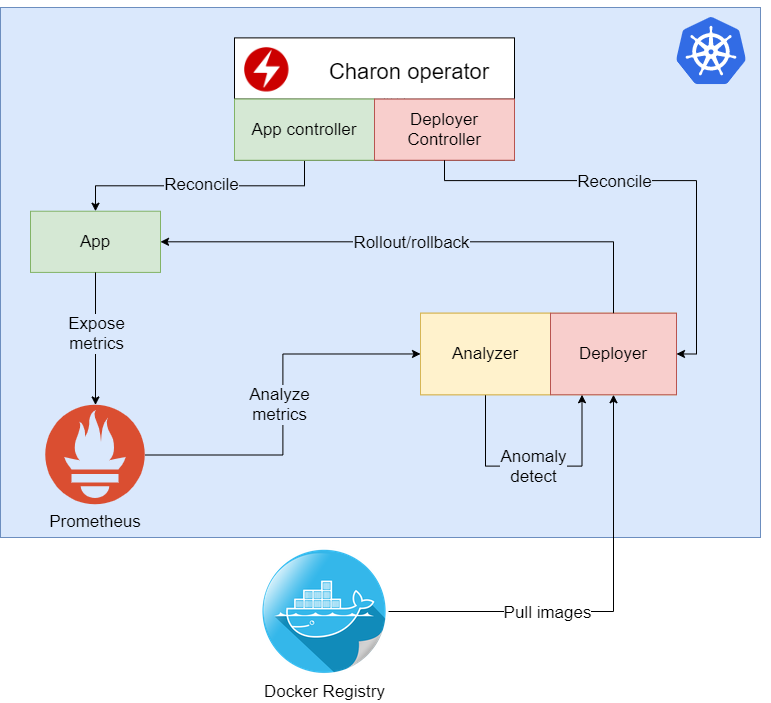 Charon operator
App controller
Deployer
Controller
Reconcile
Reconcile
App
Rollout/rollback
Expose
metrics
Analyzer
Deployer
Analyze
metrics
Anomaly
detect
Prometheus
Pull images
Docker Registry